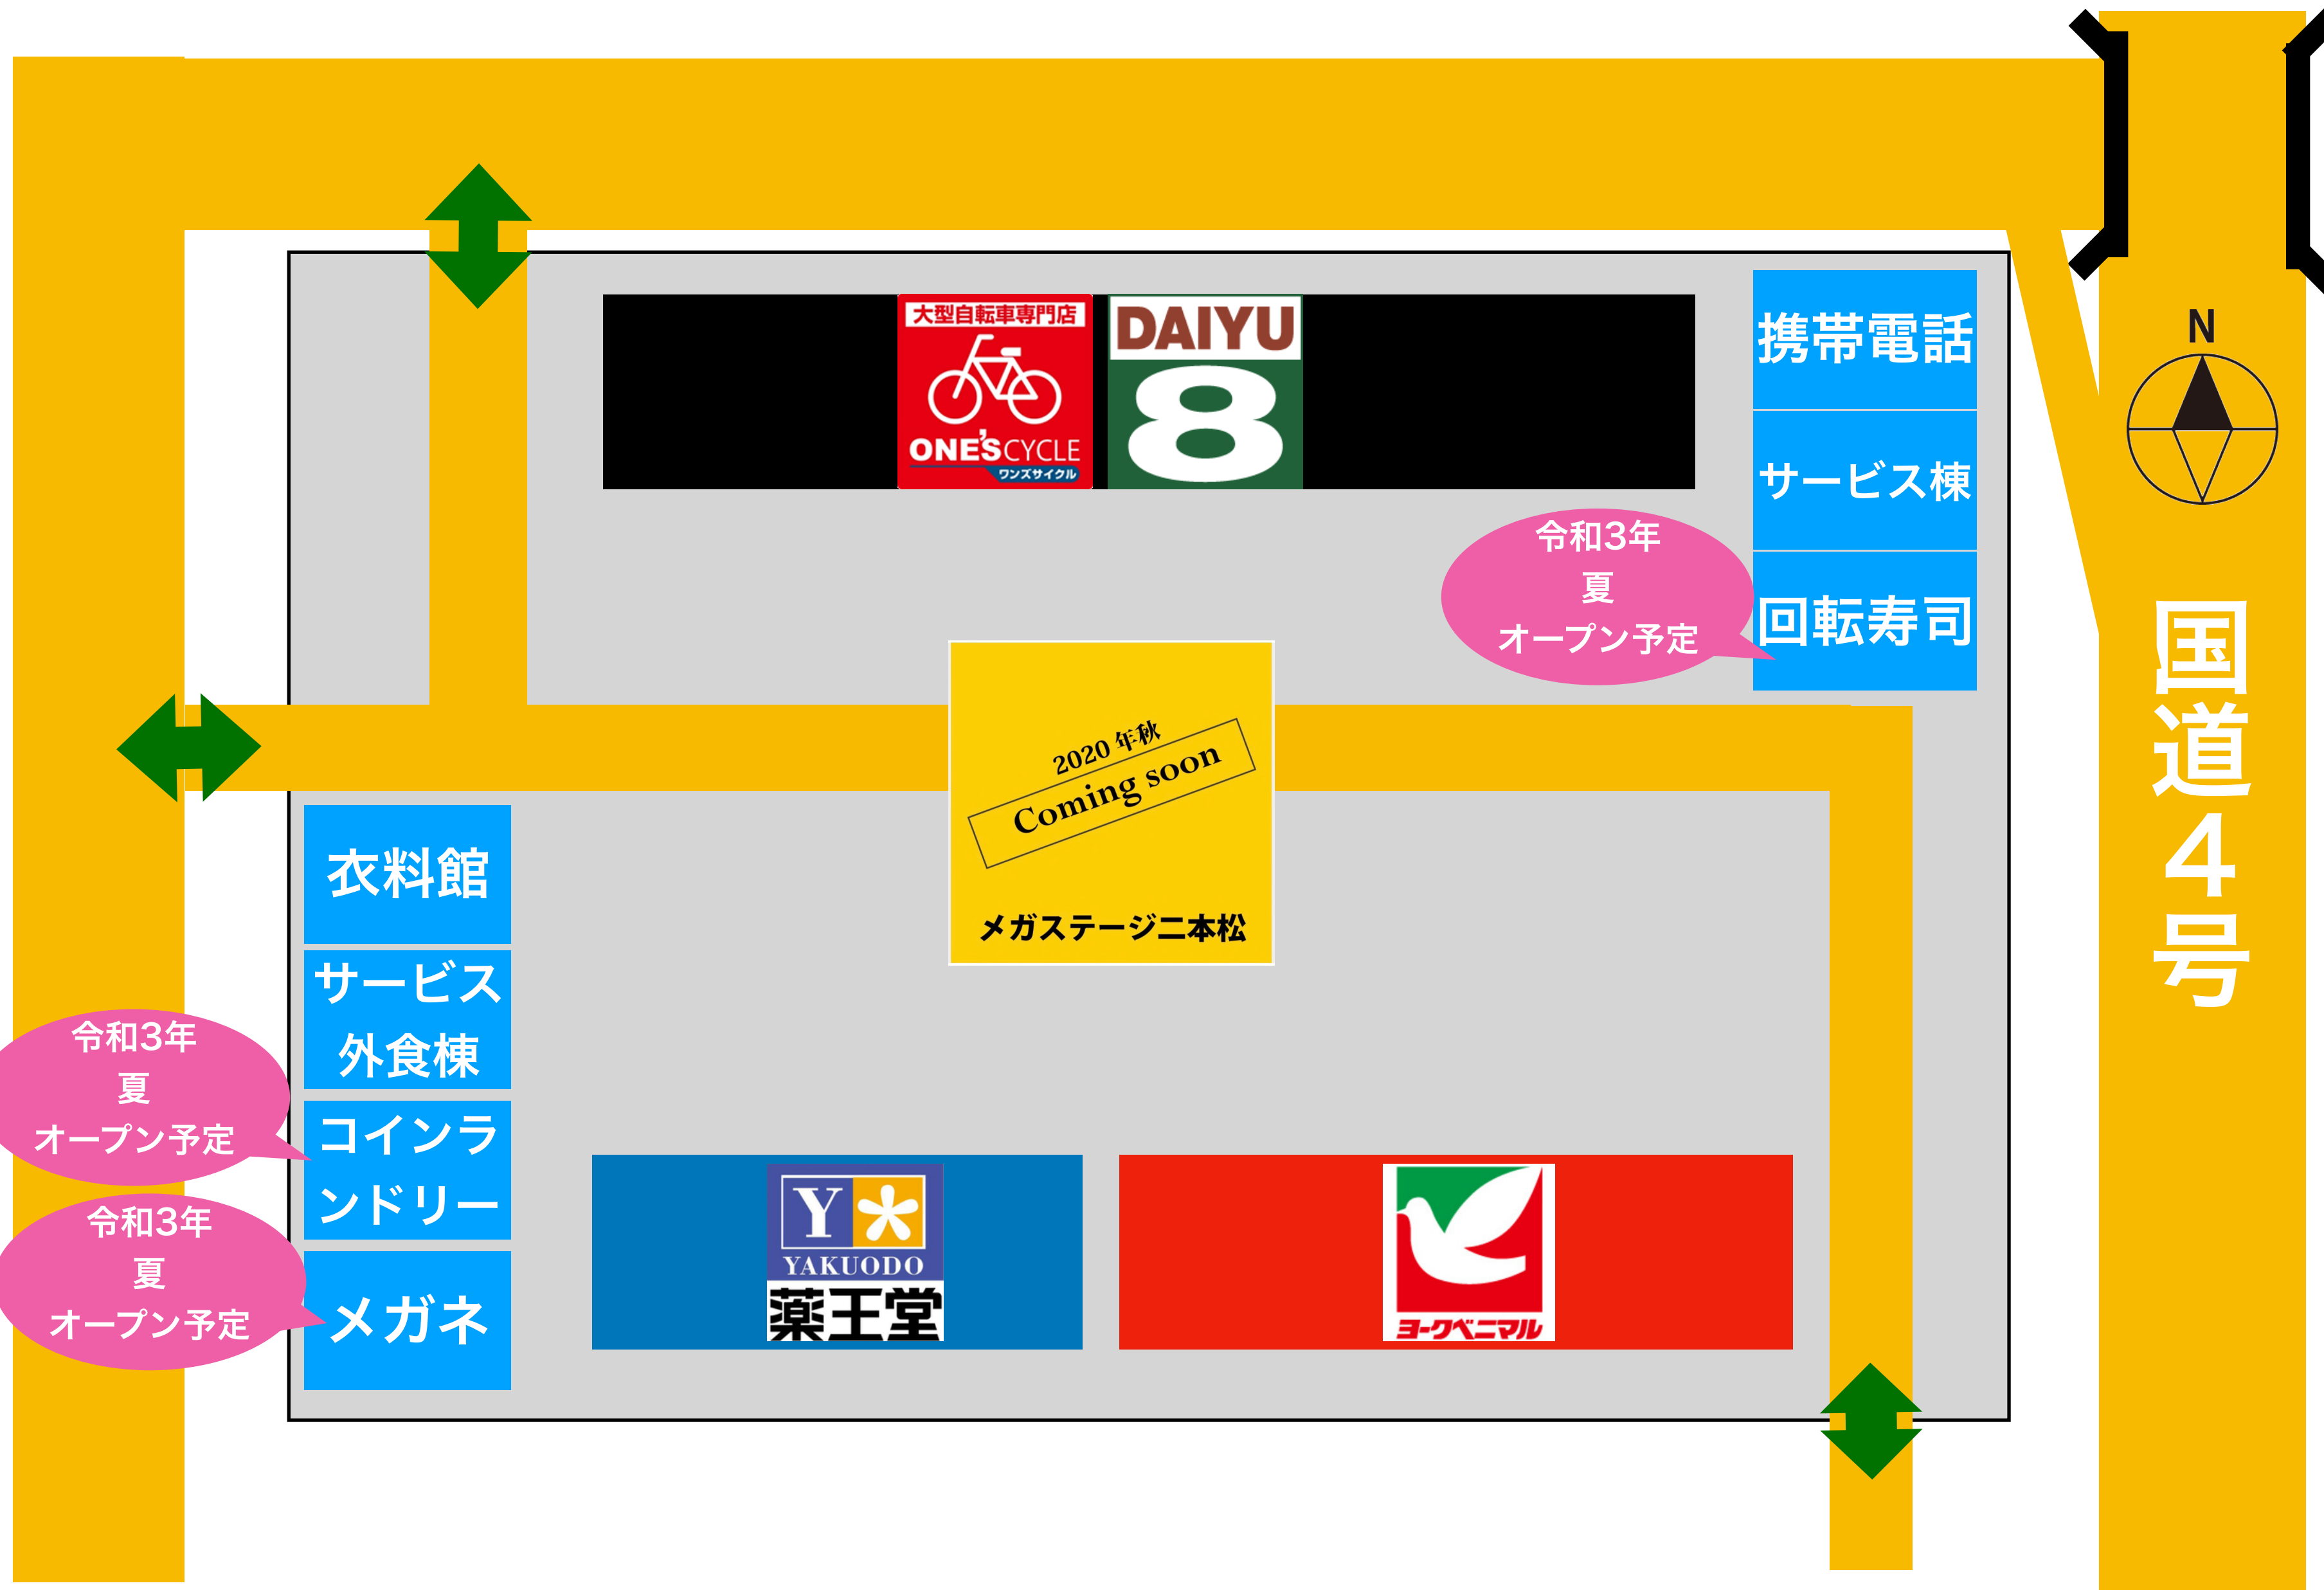 大型自転車専門店
ONE'S CYCLE
ワンズサイクル
DAIYU
8
携帯電話
サービス棟
回転寿司
令和3年
夏
オープン予定
N
国道4号
2020年秋
Coming soon
メガステージ二本松
衣料館
サービス
外食棟
コインラ
ンドリー
メガネ
令和3年
夏
オープン予定
令和3年
夏
オープン予定
Y
YAKUODO
薬王堂
ヨークベニマル